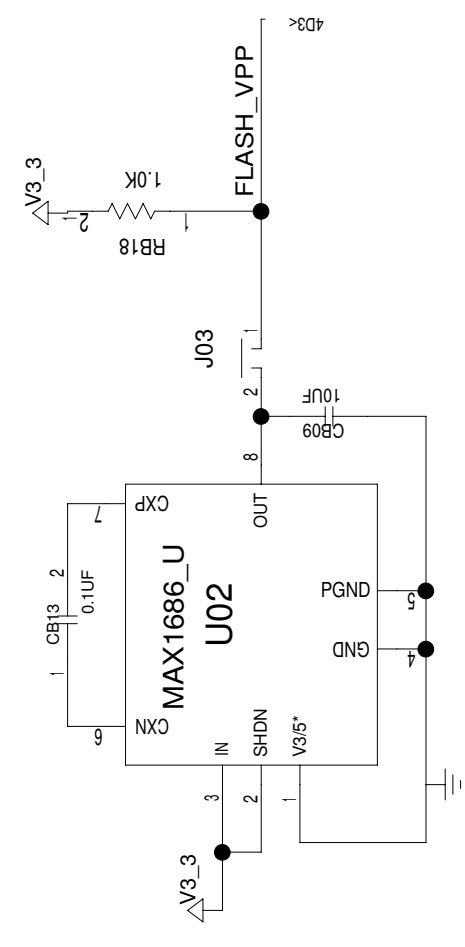 4D3<
FLASH_VPP
V3_3
1.0K
2
1
RB18
J03
1
2
10UF
CB09
8
7
CXP
OUT
2
0.1UF
CB13
1
MAX1686_U
U02
PGND
5
GND
4
6
CXN
IN
SHDN
V3/5*
3
2
1
V3_3